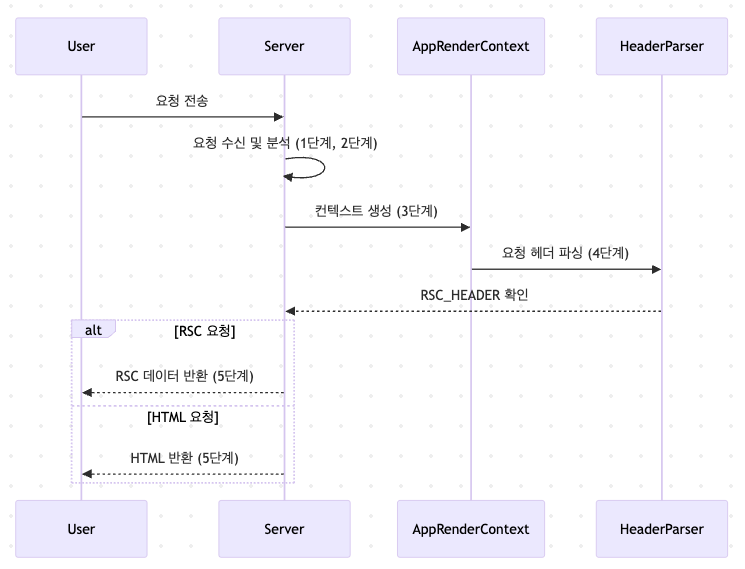 User
Server
AppRenderContext
HeaderParser
요청 전송
요청 수신 및 분석 (1단계, 2단계)
컨텍스트 생성 (3단계)
요청 헤더 파싱 (4단계)
RSC_HEADER 확인
alt
[RSC 요청]
RSC 데이터 반환 (5단계)
[HTML 요청]
HTML 반환 (5단계)
User
Server
AppRenderContext
HeaderParser